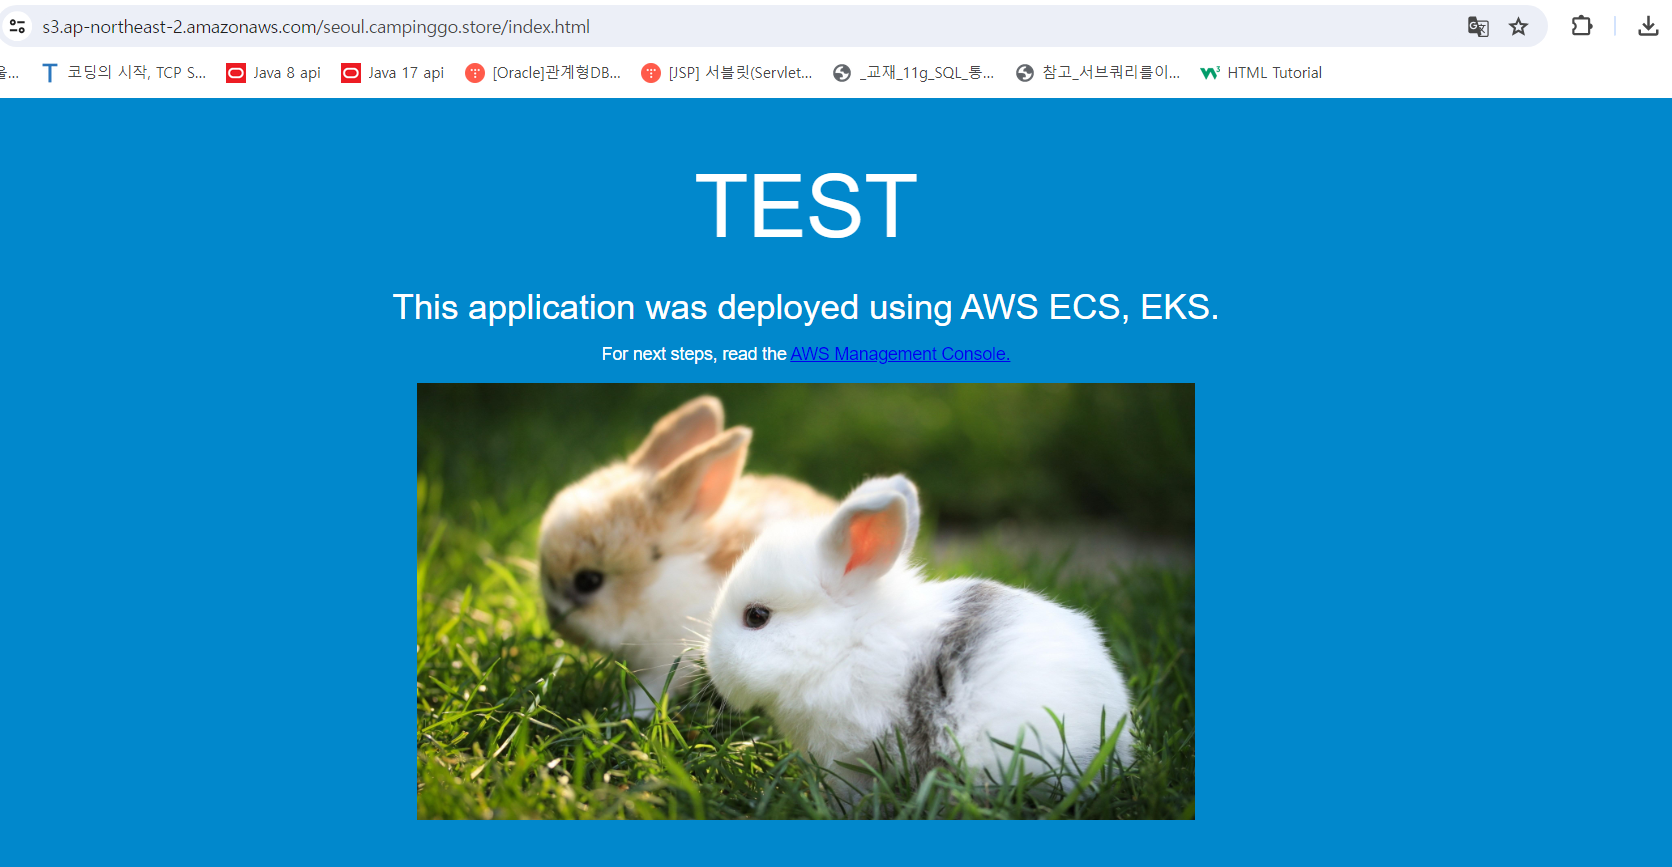 s3.ap-northeast-2.amazonaws.com/seoul.campinggo.store/index.html
... 코딩의 시작, TCP S... Java 8 api Java 17 api [Oracle]관계형DB... [JSP] 서블릿(Servlet... _교재_11g_SQL_통... 참고_서브쿼리를이... HTML Tutorial
TEST
This application was deployed using AWS ECS, EKS.
For next steps, read the AWS Management Console.